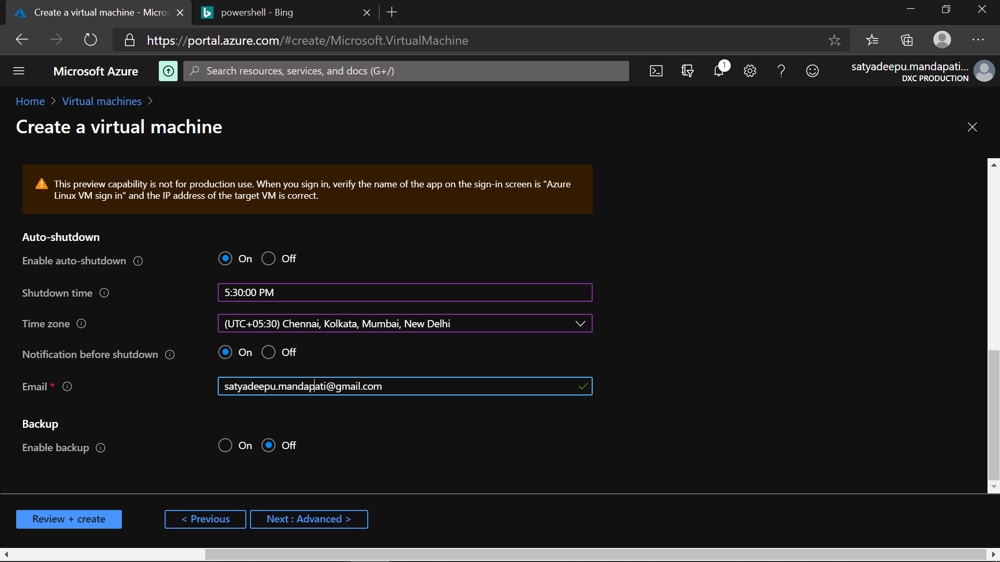 Create a virtual machine - Micros
powershell - Bing
https://portal.azure.com/#create/Microsoft.VirtualMachine
Microsoft Azure
Search resources, services, and docs (G+/)
1
satyadeepu.mandapati...
DXC PRODUCTION
Home > Virtual machines >
Create a virtual machine
This preview capability is not for production use. When you sign in, verify the name of the app on the sign-in screen is "Azure
Linux VM sign in" and the IP address of the target VM is correct.
Auto-shutdown
Enable auto-shutdown On Off
Shutdown time 5:30:00 PM
Time zone (UTC+05:30) Chennai, Kolkata, Mumbai, New Delhi
Notification before shutdown On Off
Email * satyadeepu.mandapati@gmail.com
Backup
Enable backup On Off
Review + create < Previous Next : Advanced >